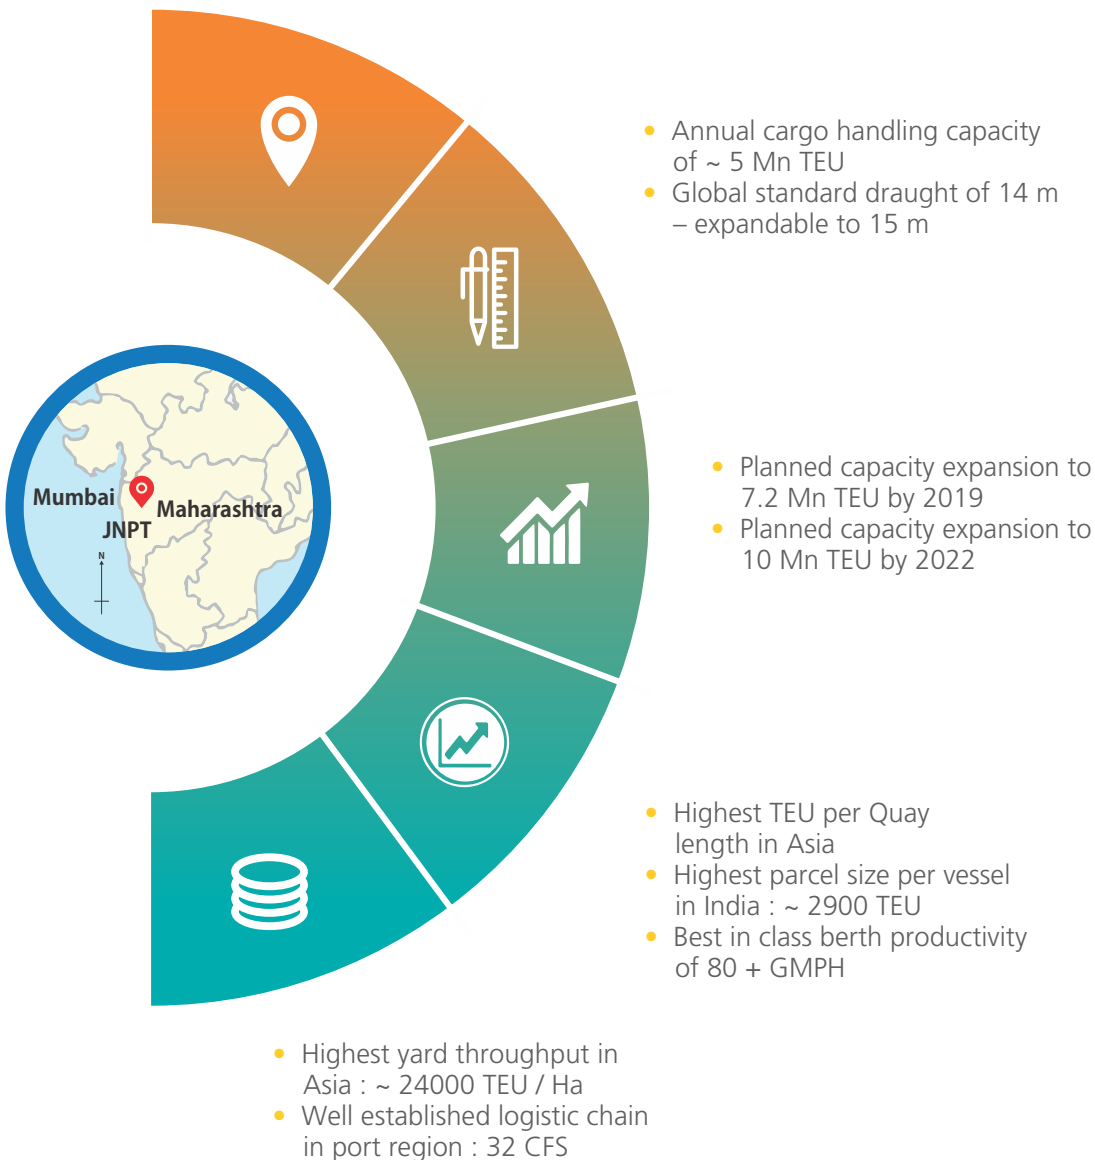 • Annual cargo handling capacity
of ~ 5 Mn TEU
• Global standard draught of 14 m
– expandable to 15 m
Mumbai
Maharashtra
JNPT
N
• Planned capacity expansion to
7.2 Mn TEU by 2019
• Planned capacity expansion to
10 Mn TEU by 2022
• Highest TEU per Quay
length in Asia
• Highest parcel size per vessel
in India : ~ 2900 TEU
• Best in class berth productivity
of 80 + GMPH
• Highest yard throughput in
Asia : ~ 24000 TEU / Ha
• Well established logistic chain
in port region : 32 CFS